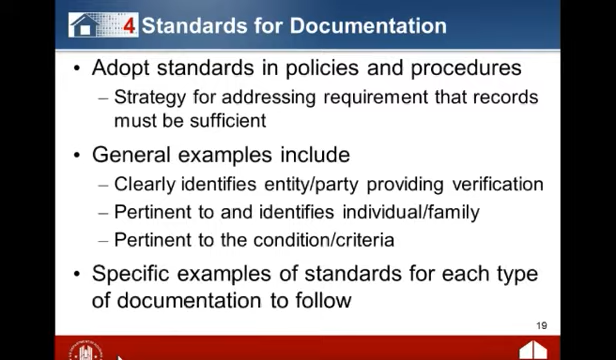 4 Standards for Documentation
• Adopt standards in policies and procedures
– Strategy for addressing requirement that records
must be sufficient
• General examples include
– Clearly identifies entity/party providing verification
– Pertinent to and identifies individual/family
– Pertinent to the condition/criteria
• Specific examples of standards for each type
of documentation to follow
19